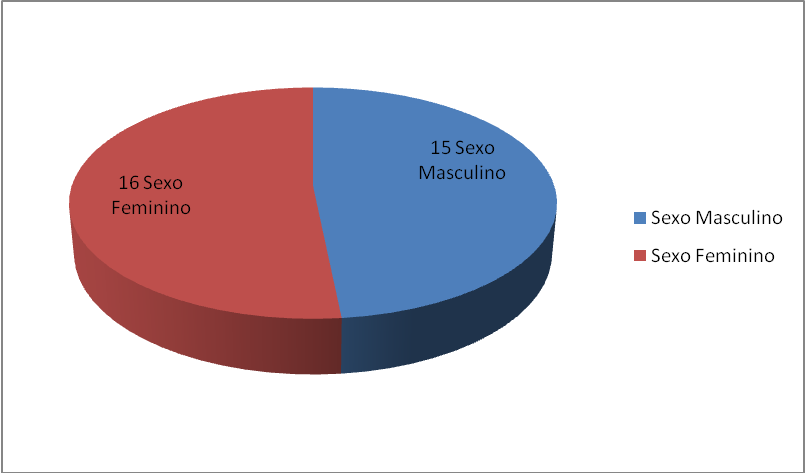 15 Sexo
Masculino
16 Sexo
Feminino
Sexo Masculino
Sexo Feminino